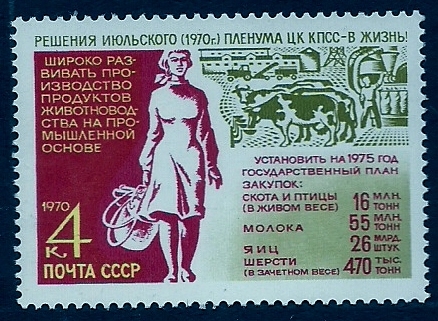 РЕШЕНИЯ ИЮЛЬСКОГО (1970г.) ПЛЕНУМА ЦК КПСС-В ЖИЗНЬ!
ШИРОКО РАЗ-
ВИВАТЬ ПРО-
ИЗВОДСТВО
ПРОДУКТОВ
ЖИВОТНОВОД-
СТВА НА ПРО-
МЫШЛЕННОЙ
ОСНОВЕ
1970
4 К.
ПОЧТА СССР
УСТАНОВИТЬ НА 1975 ГОД
ГОСУДАРСТВЕННЫЙ ПЛАН
ЗАКУПОК:
СКОТА И ПТИЦЫ (В ЖИВОМ ВЕСЕ) 16 МЛН. ТОНН
МОЛОКА 55 МЛН. ТОНН
ЯИЦ 26 МЛРД. ШТУК
ШЕРСТИ (В ЗАЧЕТНОМ ВЕСЕ) 470 ТЫС. ТОНН